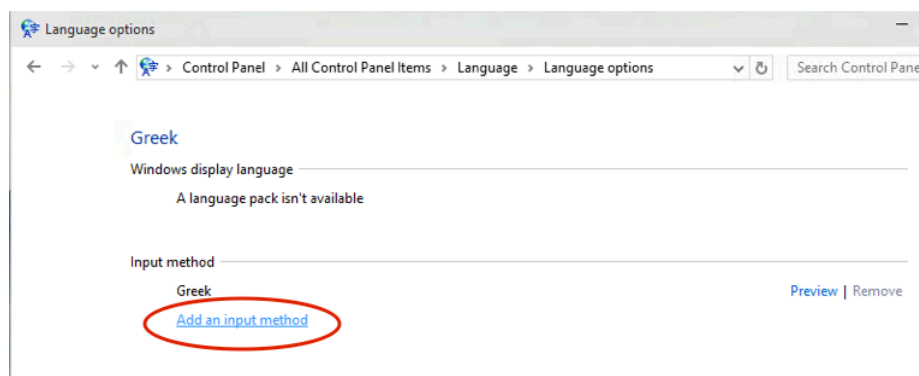 Language options
Control Panel > All Control Panel Items > Language > Language options Search Control Pane
Greek
Windows display language
A language pack isn't available
Input method
Greek Preview | Remove
Add an input method